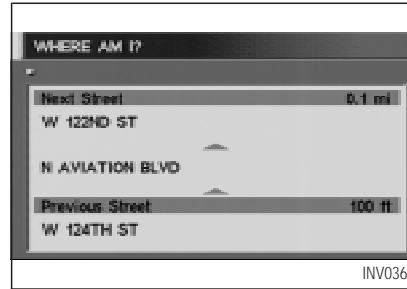 WHERE AM I?
Next Street 0.1 mi
W 122ND ST
N AVIATION BLVD
Previous Street 100 ft
W 124TH ST
INV036